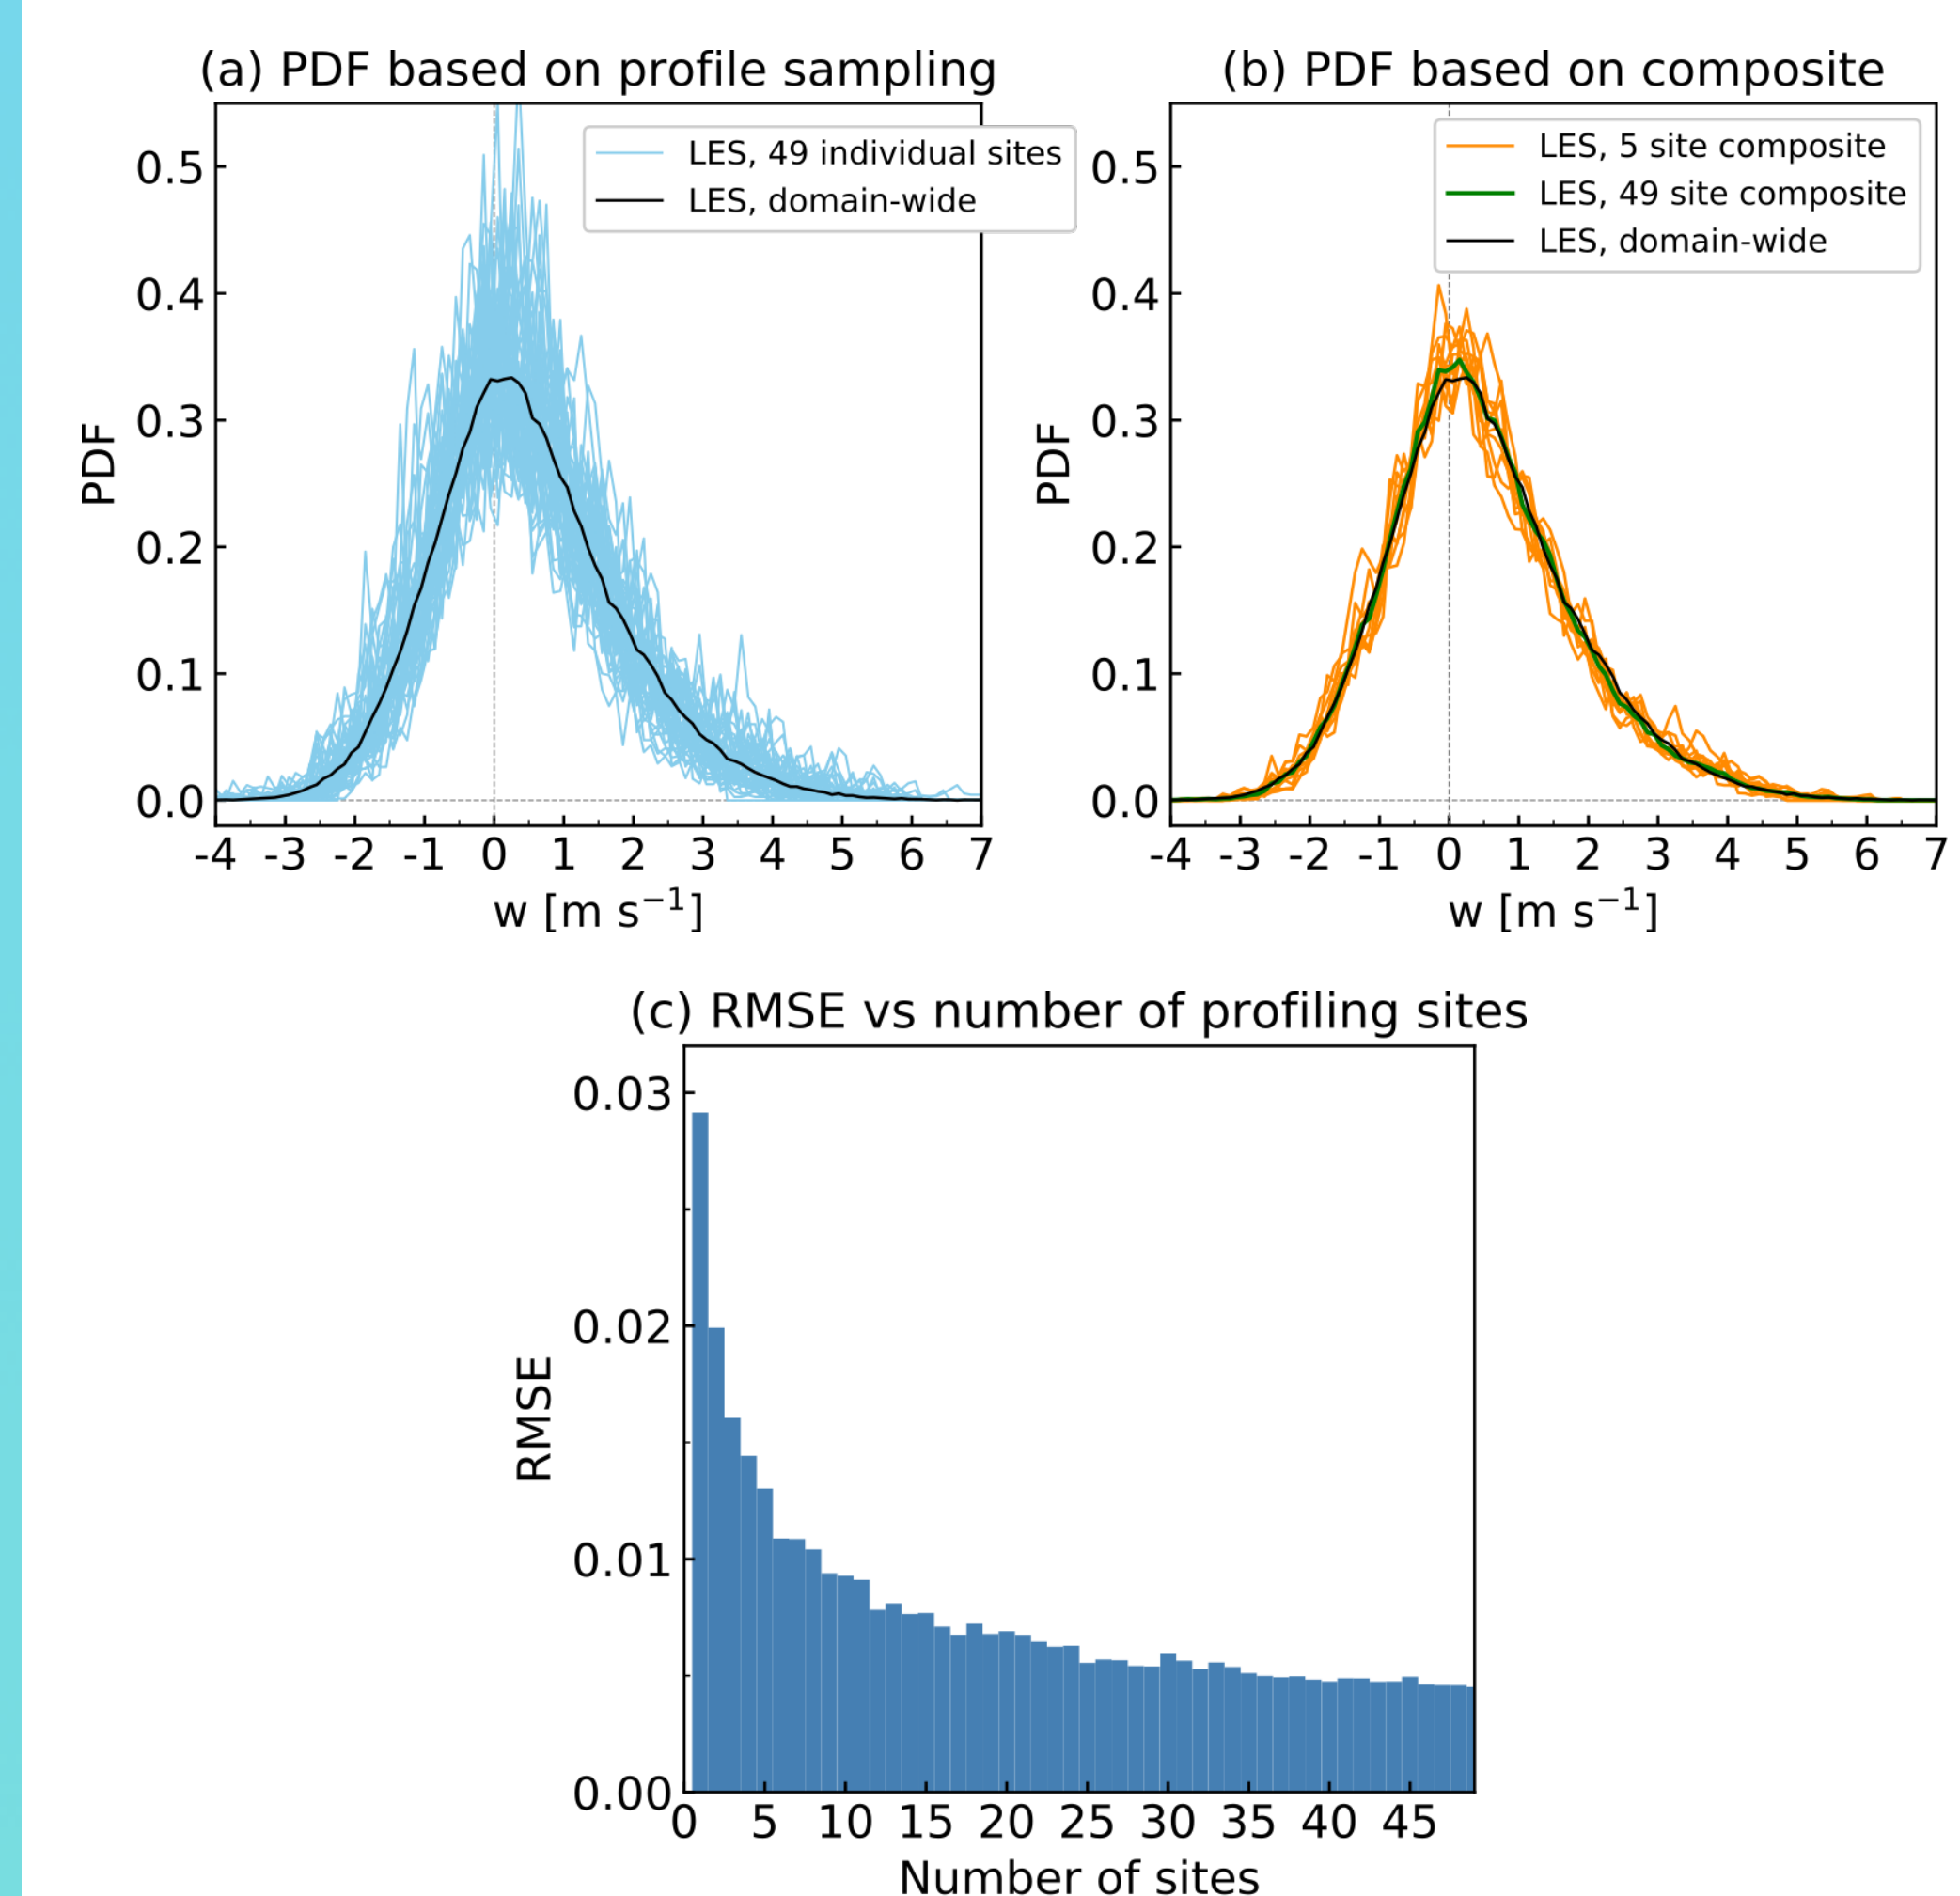 (a) PDF based on profile sampling
LES, 49 individual sites
LES, domain-wide
PDF
0.5
0.4
0.3
0.2
0.1
0.0
-4 -3 -2 -1 0 1 2 3 4 5 6 7
w [m s⁻¹]
(b) PDF based on composite
LES, 5 site composite
LES, 49 site composite
LES, domain-wide
PDF
0.5
0.4
0.3
0.2
0.1
0.0
-4 -3 -2 -1 0 1 2 3 4 5 6 7
w [m s⁻¹]
(c) RMSE vs number of profiling sites
RMSE
0.03
0.02
0.01
0.00
0 5 10 15 20 25 30 35 40 45
Number of sites